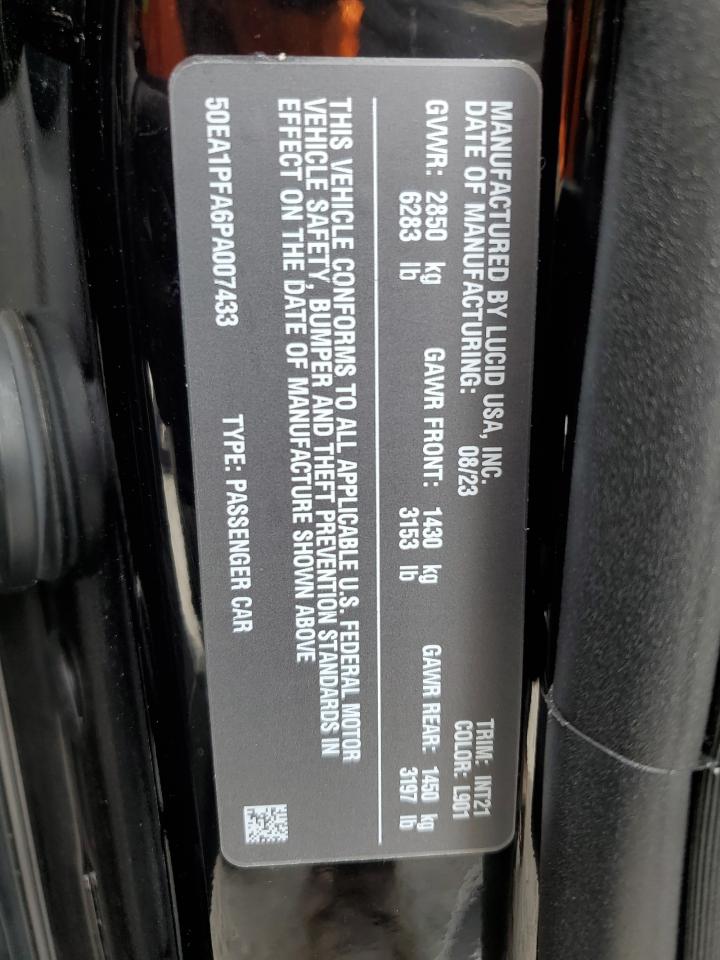 MANUFACTURED BY LUCID USA, INC. TRIM: INT21
DATE OF MANUFACTURING: 08/23 COLOR: L901
GVWR: 2850 kg GAWR FRONT: 1430 kg GAWR REAR: 1450 kg
6283 lb 3153 lb 3197 lb
THIS VEHICLE CONFORMS TO ALL APPLICABLE U.S. FEDERAL MOTOR
VEHICLE SAFETY, BUMPER AND THEFT PREVENTION STANDARDS IN
EFFECT ON THE DATE OF MANUFACTURE SHOWN ABOVE
50EA1PFA6PA007433 TYPE: PASSENGER CAR